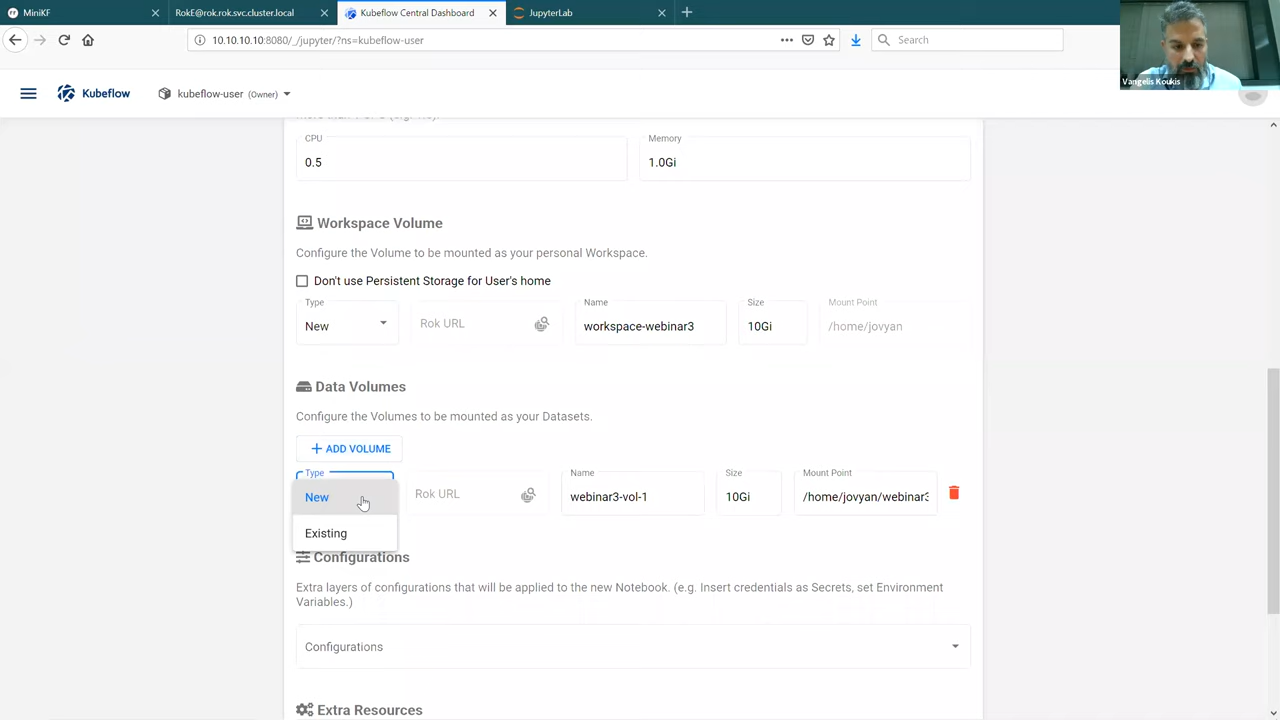 MiniKF
RokE@rok.rok.svc.cluster.local
Kubeflow Central Dashboard
JupyterLab
10.10.10.10:8080/_/jupyter/?ns=kubeflow-user
Search
Vangelis Koukis
Kubeflow
kubeflow-user (Owner)
CPU
Memory
0.5
1.0Gi
Workspace Volume
Configure the Volume to be mounted as your personal Workspace.
Don't use Persistent Storage for User's home
Type
Name
Size
Mount Point
New
Rok URL
workspace-webinar3
10Gi
/home/jovyan
Data Volumes
Configure the Volumes to be mounted as your Datasets.
+ ADD VOLUME
Type
Name
Size
Mount Point
New
Rok URL
webinar3-vol-1
10Gi
/home/jovyan/webinar3
Existing
Configurations
Extra layers of configurations that will be applied to the new Notebook. (e.g. Insert credentials as Secrets, set Environment
Variables.)
Configurations
Extra Resources